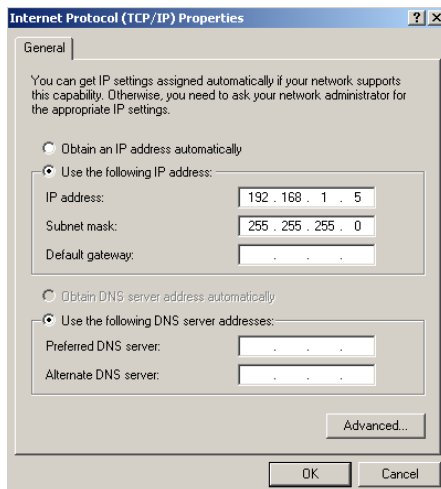 Internet Protocol (TCP/IP) Properties
General
You can get IP settings assigned automatically if your network supports
this capability. Otherwise, you need to ask your network administrator for
the appropriate IP settings.
Obtain an IP address automatically
Use the following IP address:
IP address: 192 . 168 . 1 . 5
Subnet mask: 255 . 255 . 255 . 0
Default gateway: . . .
Obtain DNS server address automatically
Use the following DNS server addresses:
Preferred DNS server: . . .
Alternate DNS server: . . .
Advanced...
OK Cancel